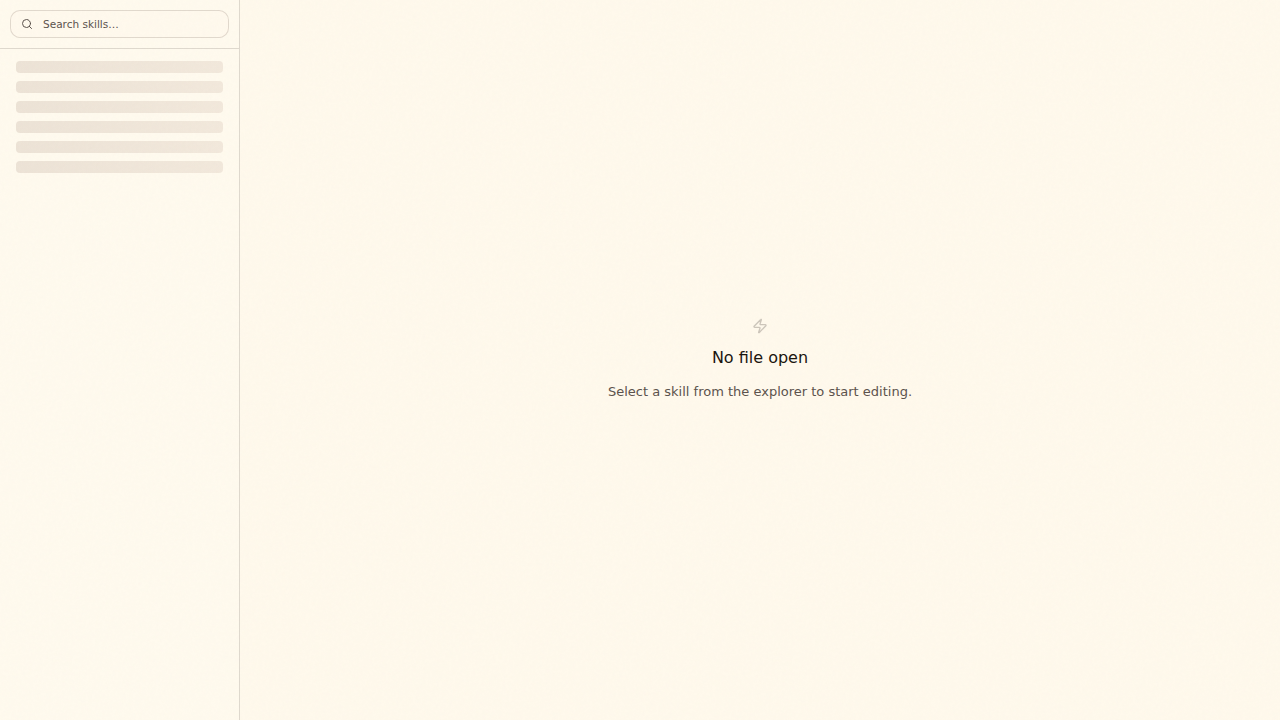 Search skills…
No file open
Select a skill from the explorer to start editing.